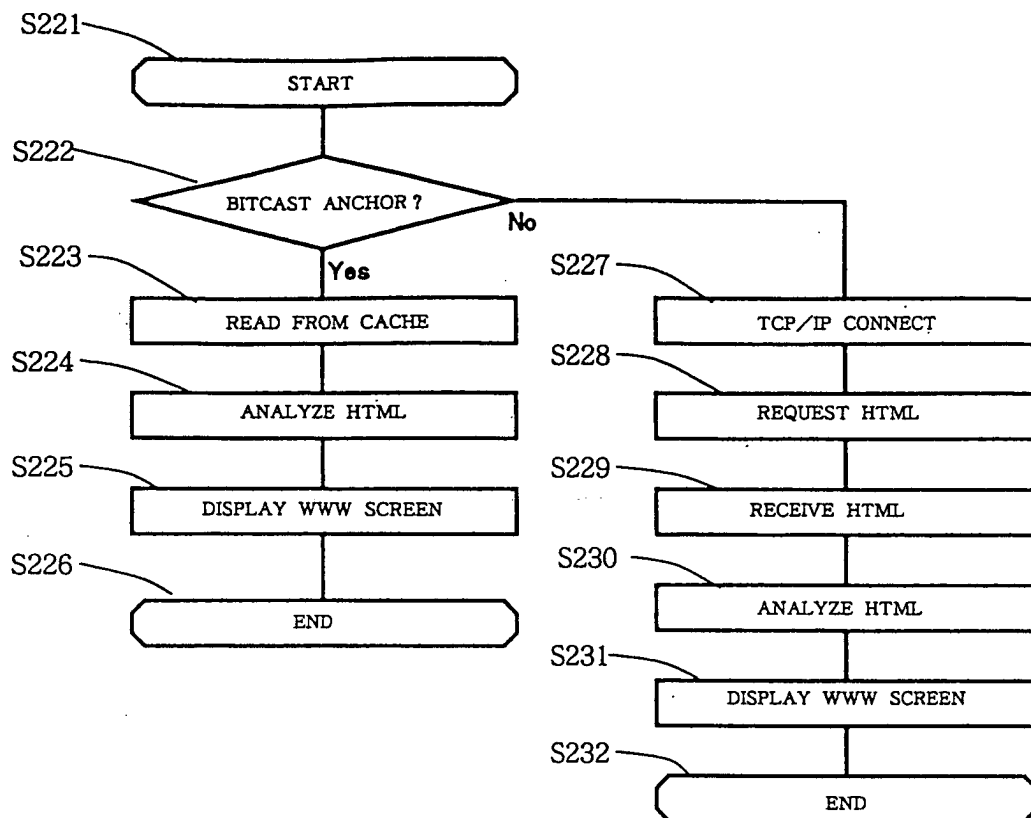 S221
START
S222
BITCAST ANCHOR?
No
Yes
S223
READ FROM CACHE
S224
ANALYZE HTML
S225
DISPLAY WWW SCREEN
S226
END
S227
TCP/IP CONNECT
S228
REQUEST HTML
S229
RECEIVE HTML
S230
ANALYZE HTML
S231
DISPLAY WWW SCREEN
S232
END